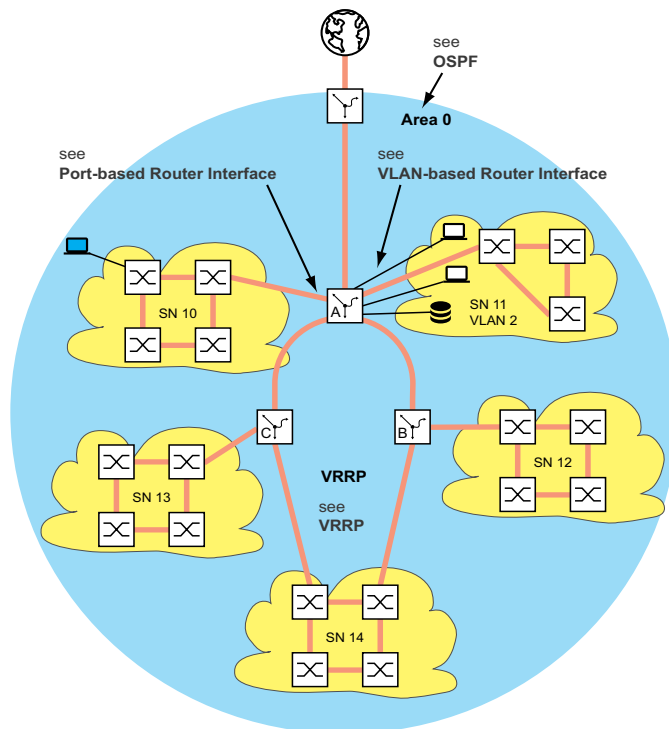 see
OSPF
Area 0
see
Port-based Router Interface
see
VLAN-based Router Interface
SN 10
A
SN 11
VLAN 2
C
B
SN 12
VRRP
SN 13
see
VRRP
SN 14